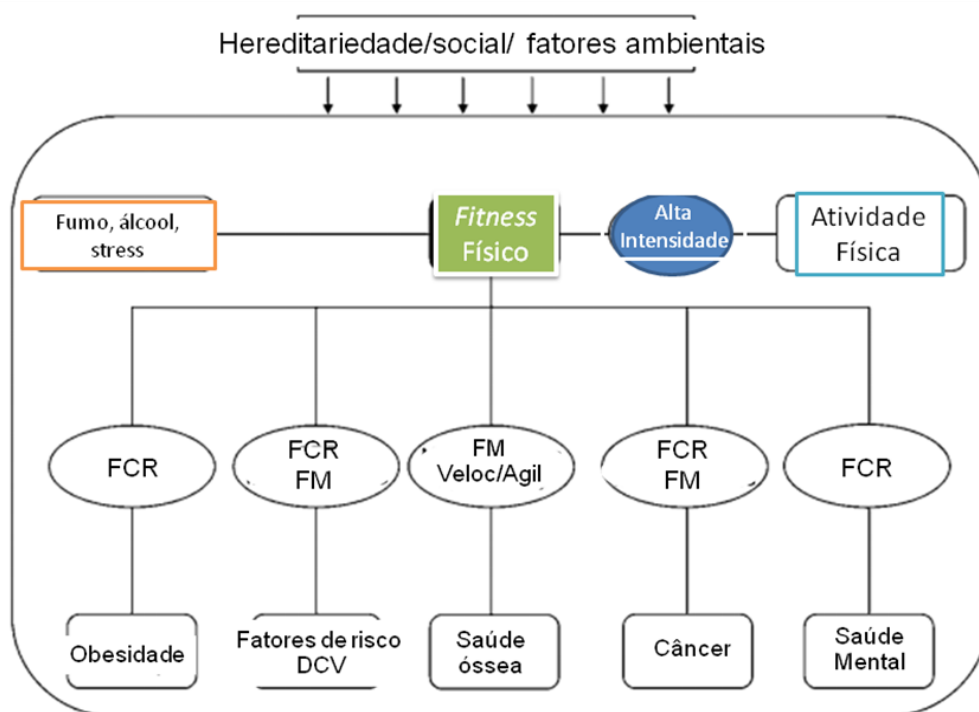 Hereditariedade/social/ fatores ambientais
Fumo, álcool,
stress
Fitness
Físico
Alta
Intensidade
Atividade
Física
FCR
FCR
FM
FM
Veloc/Agil
FCR
FM
FCR
Obesidade
Fatores de risco
DCV
Saúde
óssea
Câncer
Saúde
Mental